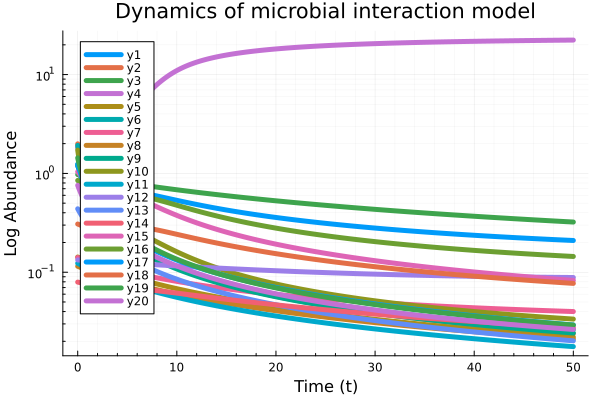 Dynamics of microbial interaction model
Log Abundance
10¹
10⁰
10⁻¹
y1
y2
y3
y4
y5
y6
y7
y8
y9
y10
y11
y12
y13
y14
y15
y16
y17
y18
y19
y20
0
10
20
30
40
50
Time (t)